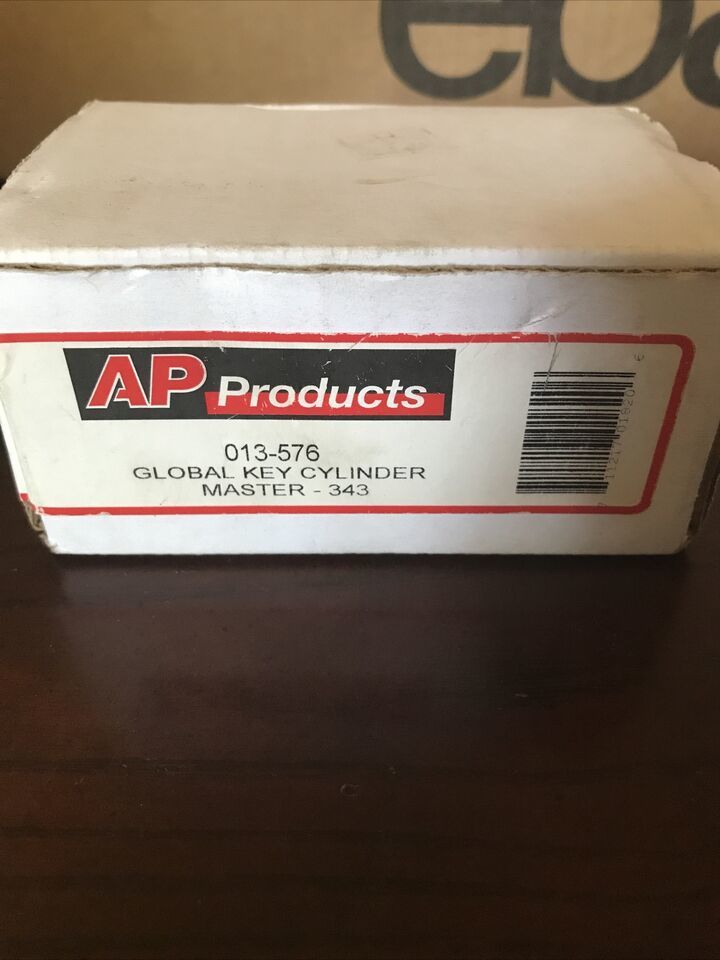 AP Products
013-576
GLOBAL KEY CYLINDER
MASTER - 343